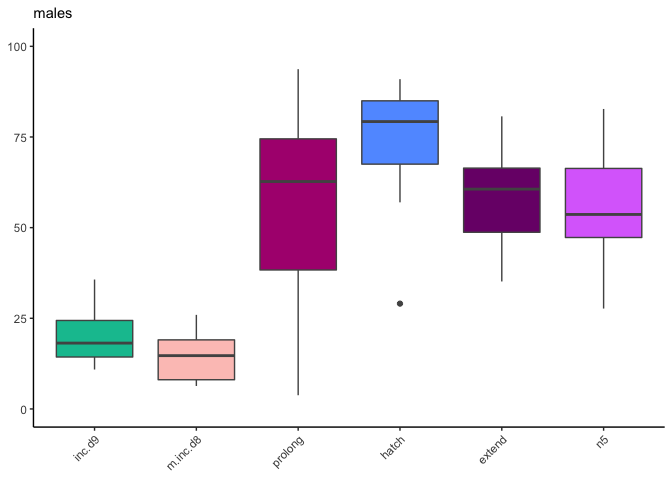 males
100
75
50
25
0
inc.d9
m.inc.d8
prolong
hatch
extend
n5